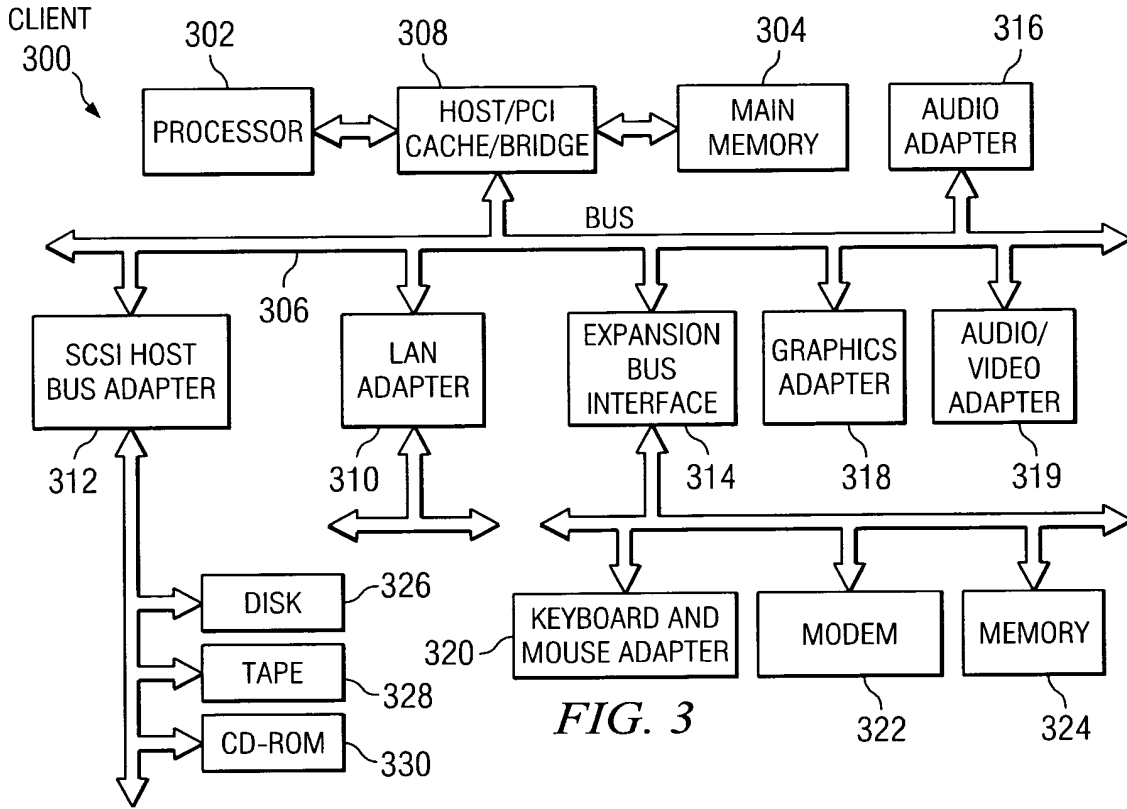 CLIENT
300
302
308
304
316
PROCESSOR
HOST/PCI
CACHE/BRIDGE
MAIN
MEMORY
AUDIO
ADAPTER
BUS
306
SCSI HOST
BUS ADAPTER
LAN
ADAPTER
EXPANSION
BUS
INTERFACE
GRAPHICS
ADAPTER
AUDIO/
VIDEO
ADAPTER
312
310
314
318
319
DISK
326
TAPE
328
CD-ROM
330
320
KEYBOARD AND
MOUSE ADAPTER
MODEM
MEMORY
322
324
FIG. 3